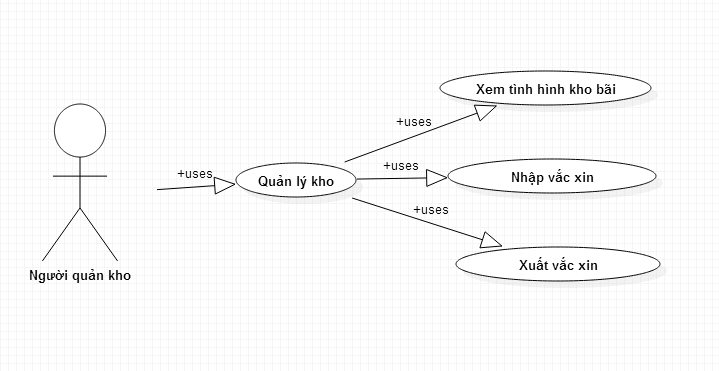 Xem tình hình kho bãi
+uses
+uses
+uses
Quản lý kho
Nhập vắc xin
+uses
Xuất vắc xin
Người quản kho